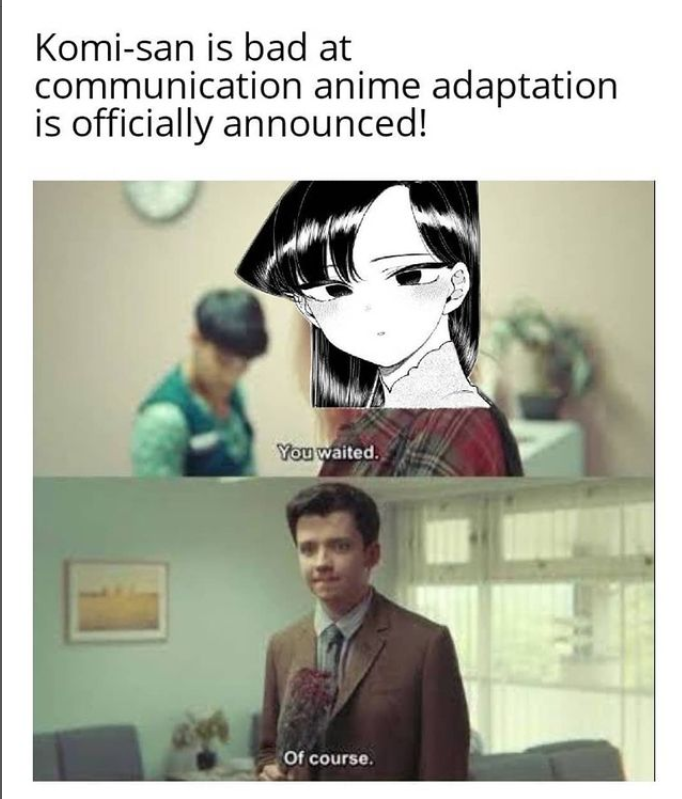 Komi-san is bad at
communication anime adaptation
is officially announced!
You waited.
Of course.